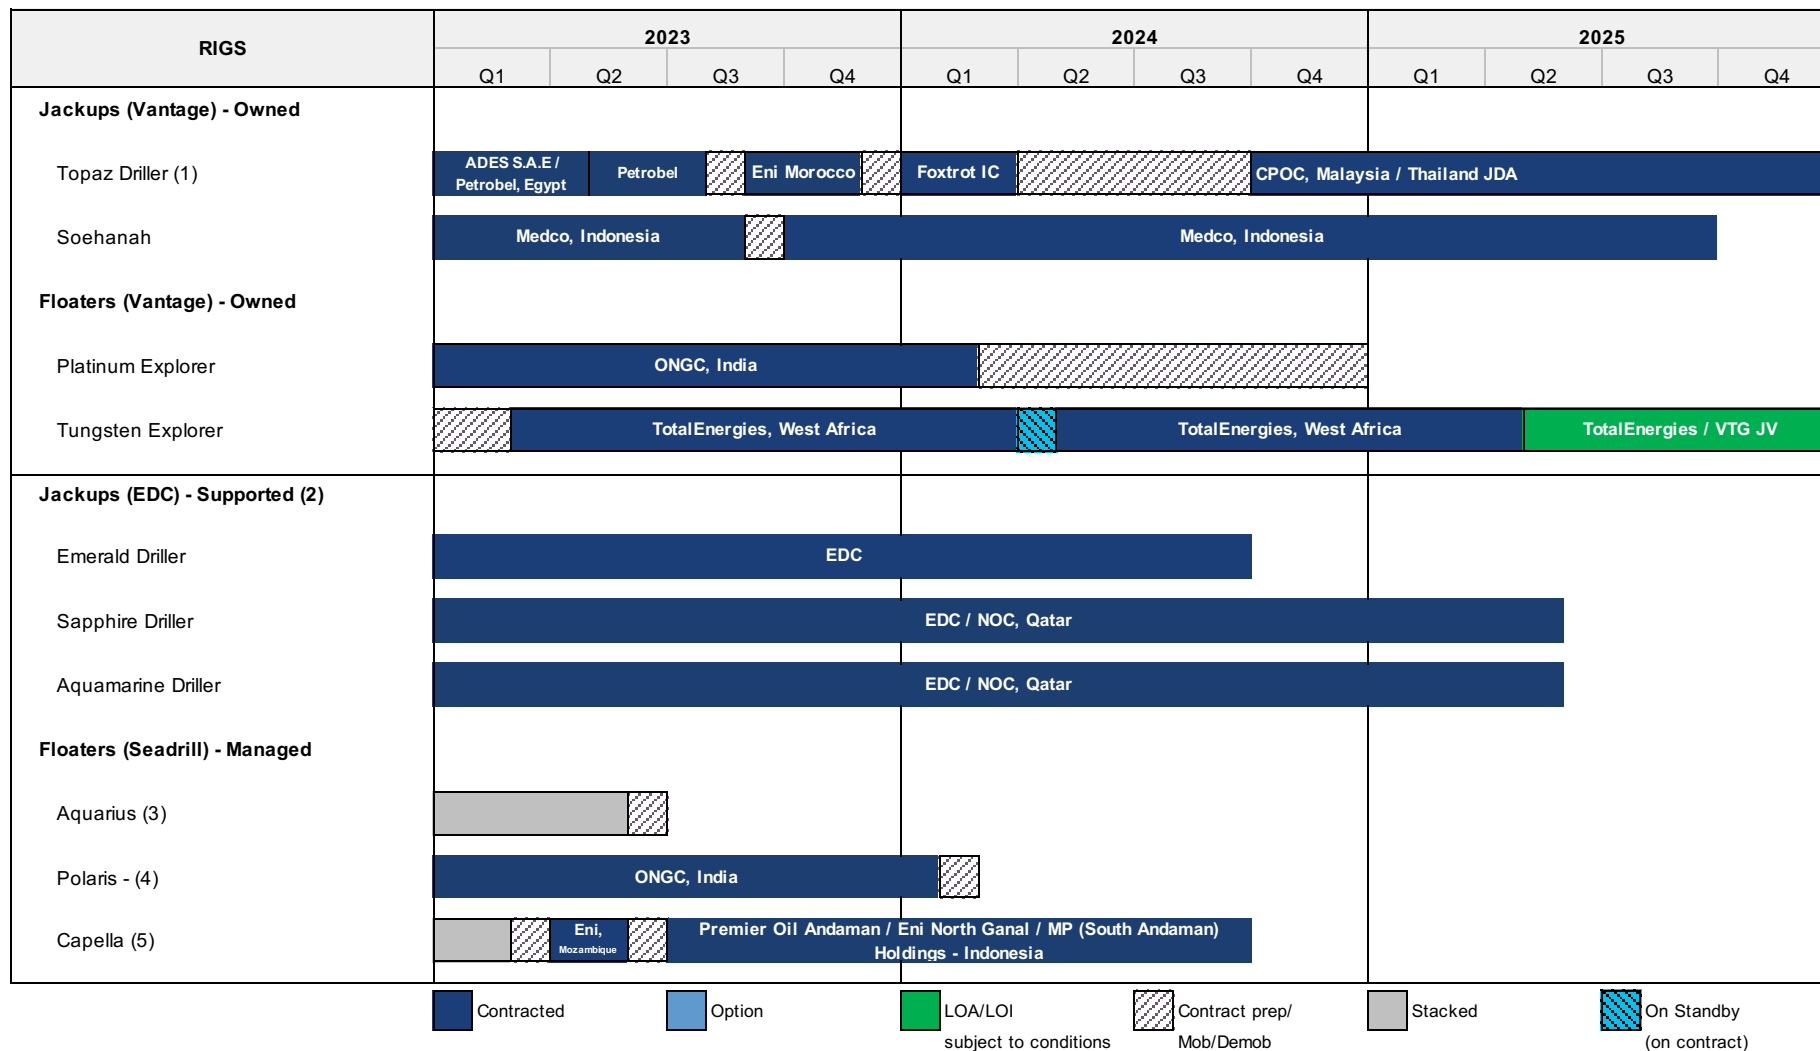 RIGS
2023
2024
2025
Q1 Q2 Q3 Q4 Q1 Q2 Q3 Q4 Q1 Q2 Q3 Q4
Jackups (Vantage) - Owned
Topaz Driller (1)
ADES S.A.E /
Petrobel, Egypt
Petrobel
Eni Morocco
Foxtrot IC
CPOC, Malaysia / Thailand JDA
Soehanah
Medco, Indonesia
Medco, Indonesia
Floaters (Vantage) - Owned
Platinum Explorer
ONGC, India
Tungsten Explorer
TotalEnergies, West Africa
TotalEnergies, West Africa
TotalEnergies / VTG JV
Jackups (EDC) - Supported (2)
Emerald Driller
EDC
Sapphire Driller
EDC / NOC, Qatar
Aquamarine Driller
EDC / NOC, Qatar
Floaters (Seadrill) - Managed
Aquarius (3)
Polaris - (4)
ONGC, India
Capella (5)
Eni,
Mozambique
Premier Oil Andaman / Eni North Ganal / MP (South Andaman)
Holdings - Indonesia
Contracted
Option
LOA/LOI
subject to conditions
Contract prep/
Mob/Demob
Stacked
On Standby
(on contract)